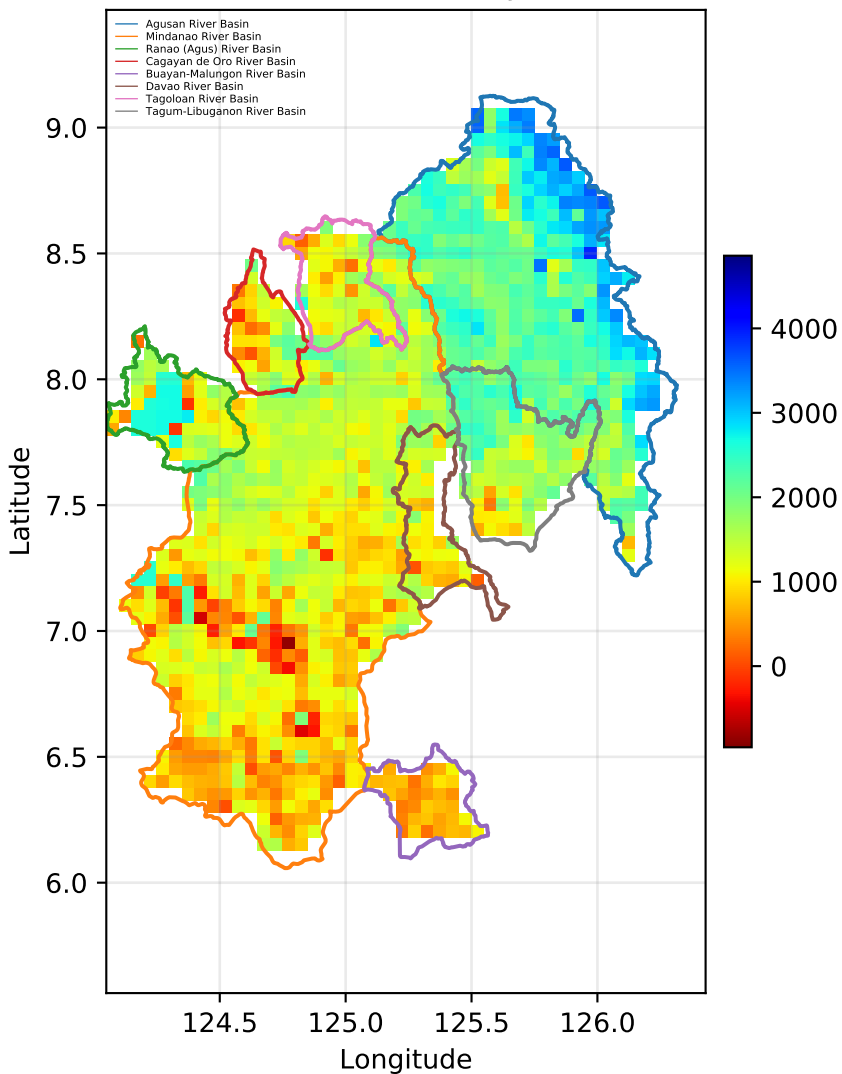 Agusan River Basin
Mindanao River Basin
Ranao (Agus) River Basin
Cagayan de Oro River Basin
Buayan-Malungon River Basin
Davao River Basin
Tagoloan River Basin
Tagum-Libuganon River Basin
9.0
8.5
8.0
7.5
7.0
6.5
6.0
Latitude
124.5 125.0 125.5 126.0
Longitude
4000
3000
2000
1000
0